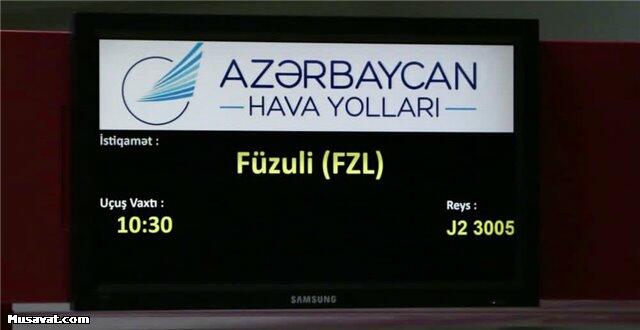 AZƏRBAYCAN
HAVA YOLLARI
İstiqamət :
Füzuli (FZL)
Uçuş Vaxtı :
10:30
Reys :
J2 3005
SAMSUNG
Musavat.com